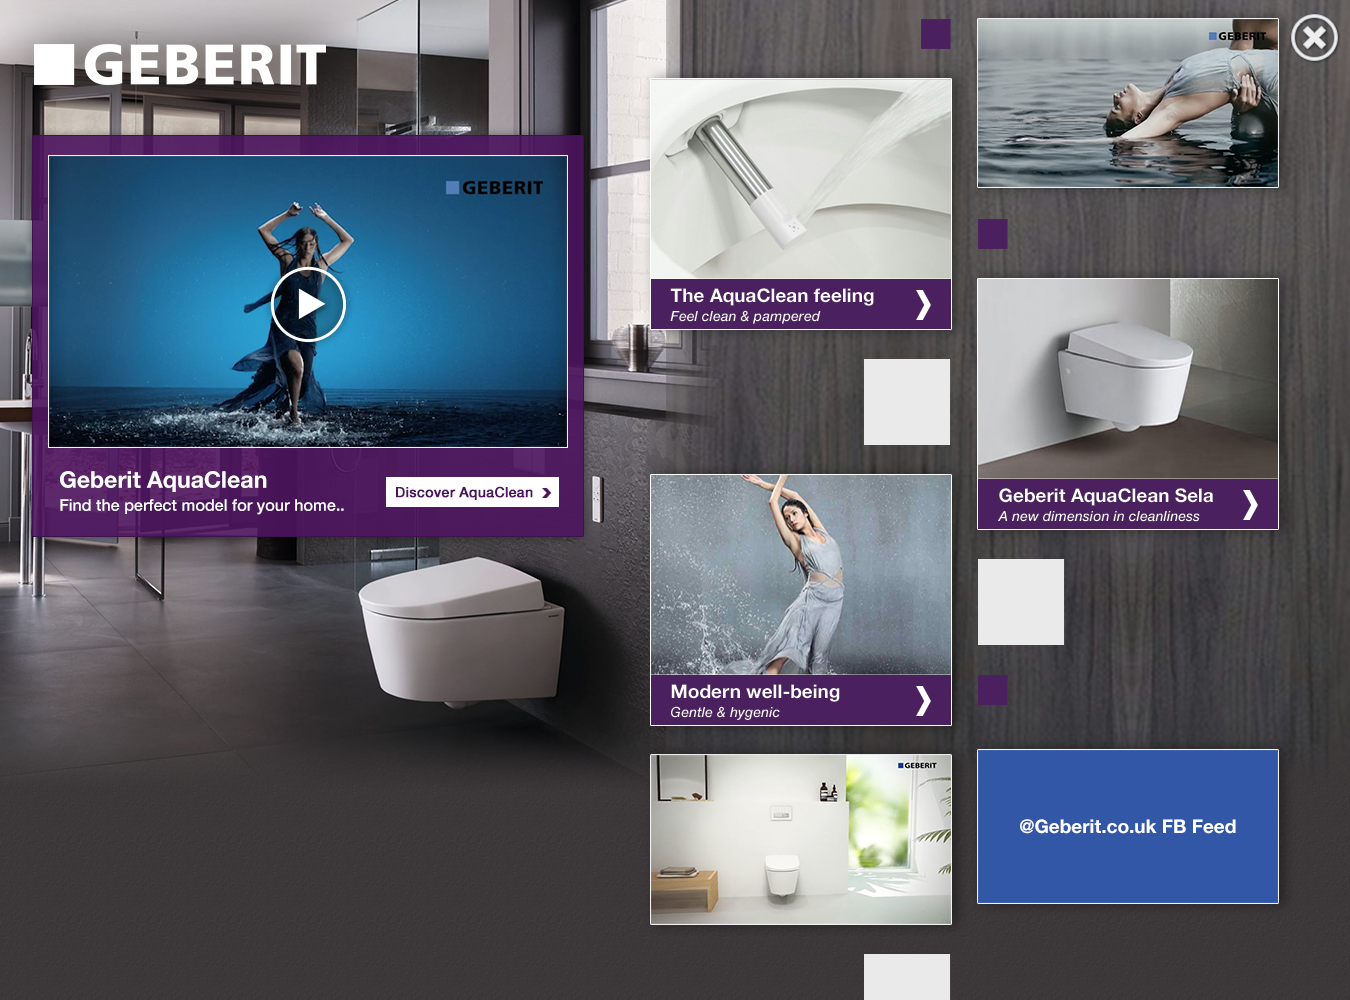 GEBERIT
GEBERIT
Geberit AquaClean
Find the perfect model for your home..
Discover AquaClean
The AquaClean feeling
Feel clean & pampered
Modern well-being
Gentle & hygenic
GEBERIT
GEBERIT
Geberit AquaClean Sela
A new dimension in cleanliness
@Geberit.co.uk FB Feed